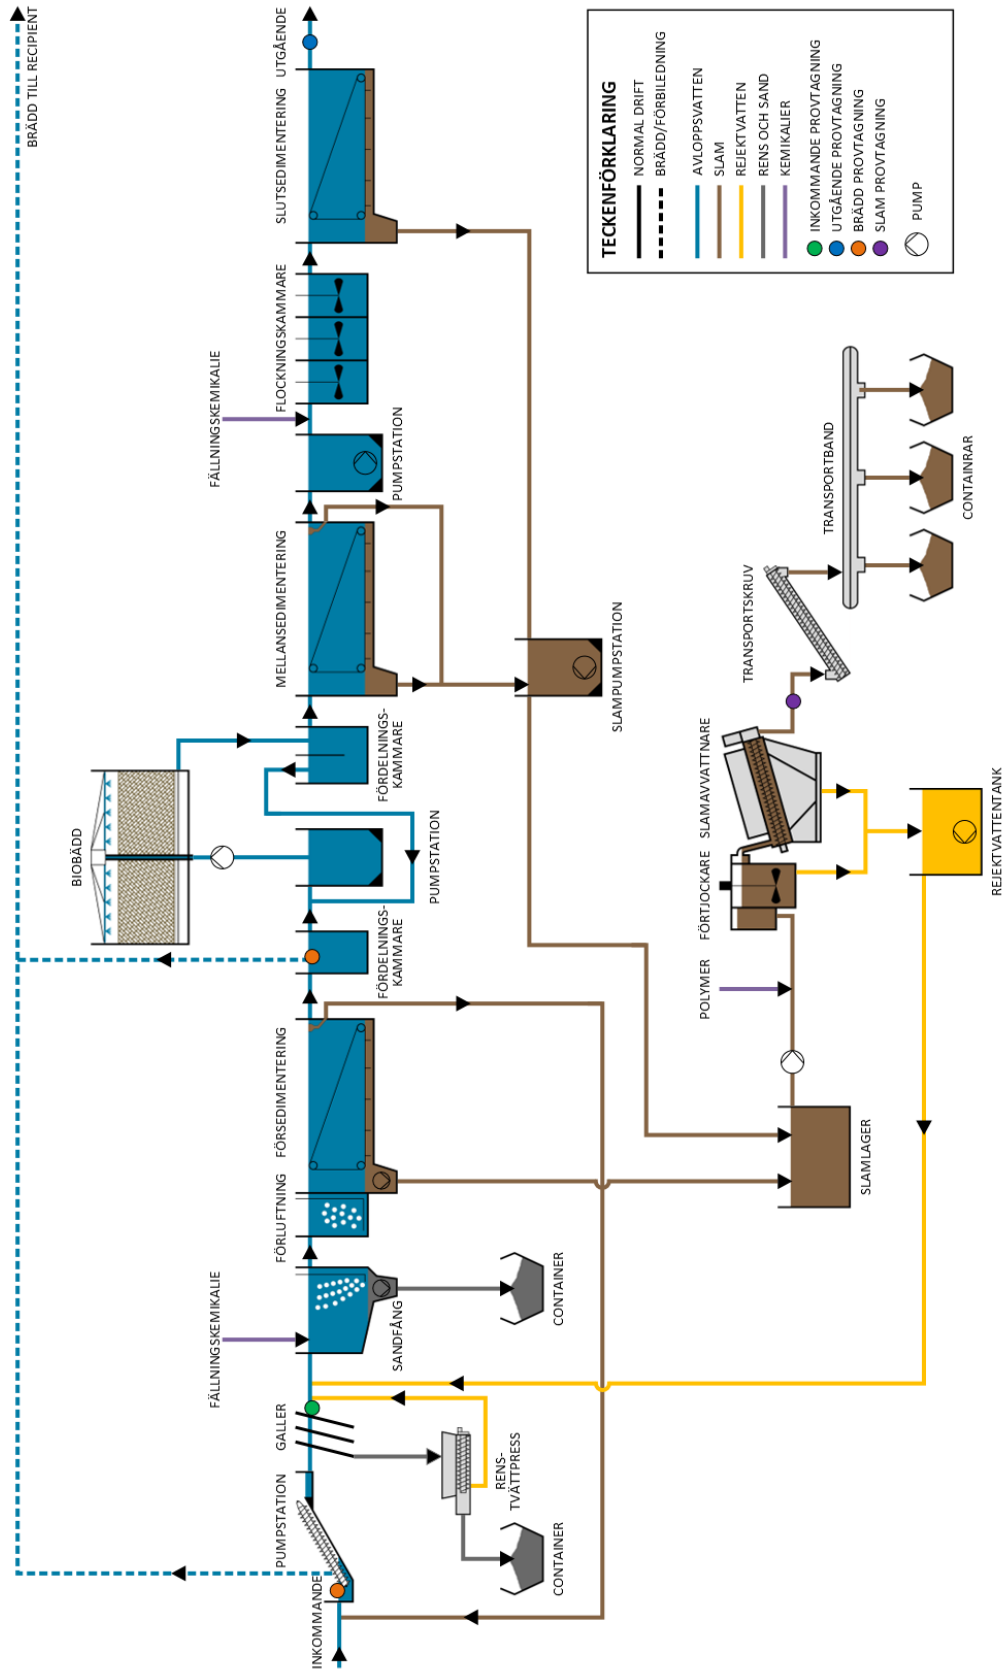 BRÄDD TILL RECIPIENT
INKOMMANDE
PUMPSTATION
GALLER
FÄLLNINGSKEMIKALIE
FÖRLUFTNING
FÖRSEDIMENTERING
BIOBÄDD
MELLANSEDIMENTERING
FÄLLNINGSKEMIKALIE
FLOCKNINGSKAMMARE
SLUTSEDIMENTERING
UTGÅENDE
SANDFÅNG
FÖRDELNINGS-
KAMMARE
PUMPSTATION
FÖRDELNINGS-
KAMMARE
PUMPSTATION
RENS-
TVÄTTPRESS
CONTAINER
CONTAINER
SLAMPUMPSTATION
POLYMER
FÖRTJOCKARE
SLAMAVVATTNARE
TRANSPORTSKRUV
TRANSPORTBAND
SLAMLAGER
REJEKTVATTENTANK
CONTAINRAR
TECKENFÖRKLARING
NORMAL DRIFT
BRÄDD/FÖRBILEDNING
AVLOPPSVATTEN
SLAM
REJEKTVATTEN
RENS OCH SAND
KEMIKALIER
INKOMMANDE PROVTAGNING
UTGÅENDE PROVTAGNING
BRÄDD PROVTAGNING
SLAM PROVTAGNING
PUMP